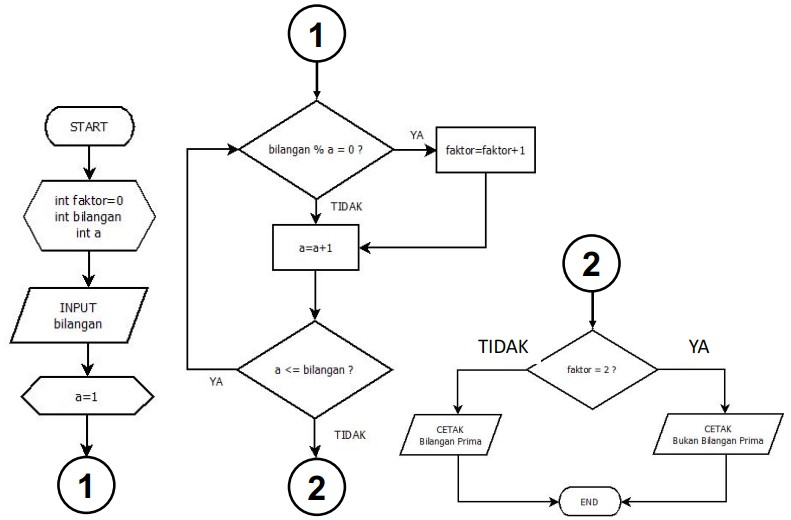 START
int faktor=0
int bilangan
int a
INPUT
bilangan
a=1
1
1
bilangan % a = 0 ?
YA
faktor=faktor+1
TIDAK
a=a+1
a <= bilangan ?
YA
TIDAK
2
2
faktor = 2 ?
TIDAK
YA
CETAK
Bilangan Prima
CETAK
Bukan Bilangan Prima
END